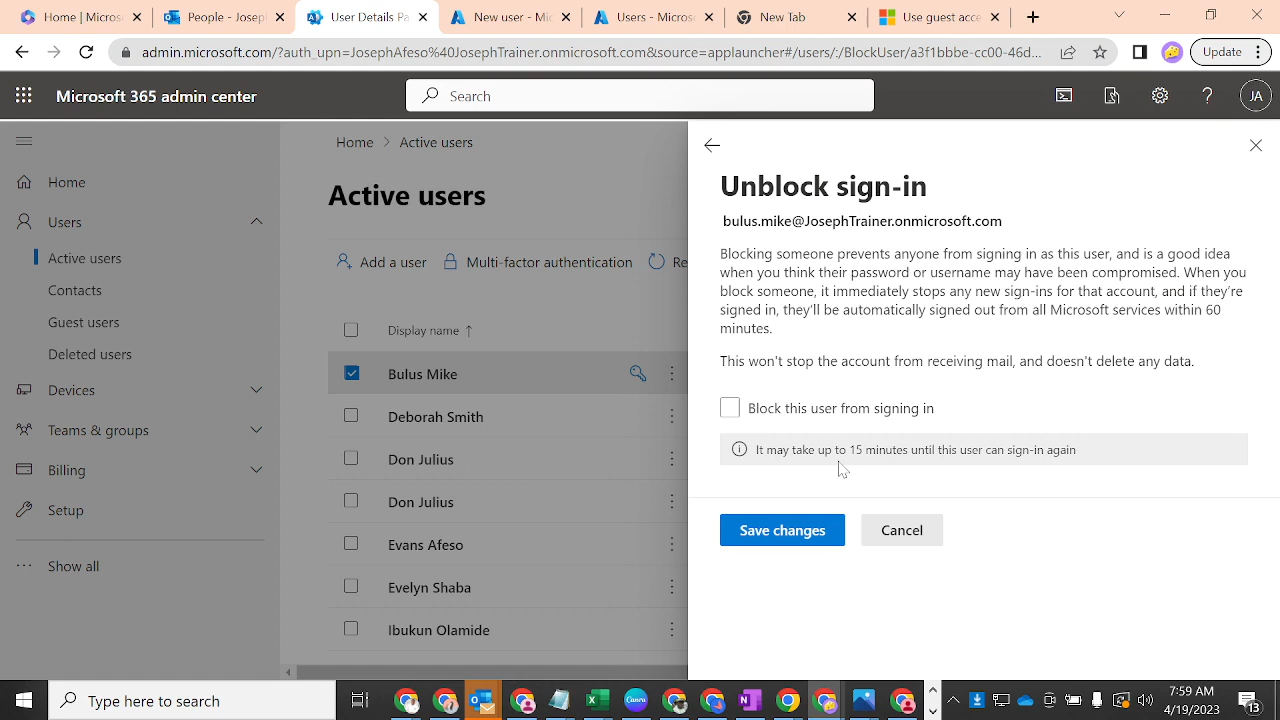 Home | Micros
People - Joseph
User Details Pa
New user - Mic
Users - Microso
New Tab
Use guest acce
admin.microsoft.com/?auth_upn=JosephAfeso%40JosephTrainer.onmicrosoft.com&source=applauncher#/users/:/BlockUser/a3f1bbbe-cc00-46d...
Update
Microsoft 365 admin center
Search
JA
Home
Users
Active users
Contacts
Guest users
Deleted users
Devices
Teams & groups
Billing
Setup
Show all
Home > Active users
Active users
Add a user
Multi-factor authentication
Re
Display name ↑
Bulus Mike
Deborah Smith
Don Julius
Don Julius
Evans Afeso
Evelyn Shaba
Ibukun Olamide
Unblock sign-in
bulus.mike@JosephTrainer.onmicrosoft.com
Blocking someone prevents anyone from signing in as this user, and is a good idea
when you think their password or username may have been compromised. When you
block someone, it immediately stops any new sign-ins for that account, and if they're
signed in, they'll be automatically signed out from all Microsoft services within 60
minutes.
This won't stop the account from receiving mail, and doesn't delete any data.
Block this user from signing in
It may take up to 15 minutes until this user can sign-in again
Save changes
Cancel
Type here to search
7:59 AM
4/19/2023
13